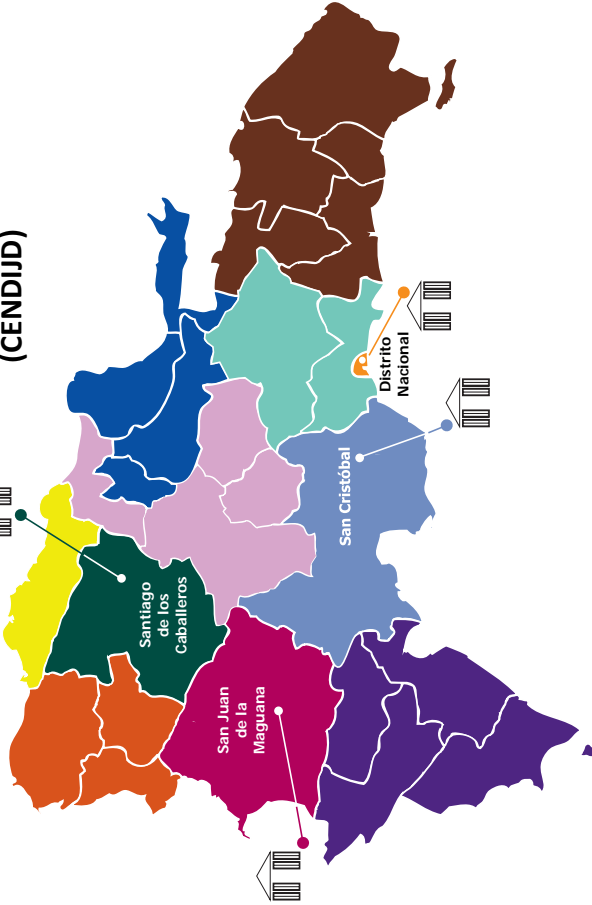 (CENDIJD)
Santiago
de los
Caballeros
San Juan
de la
Maguana
San Cristóbal
Distrito
Nacional